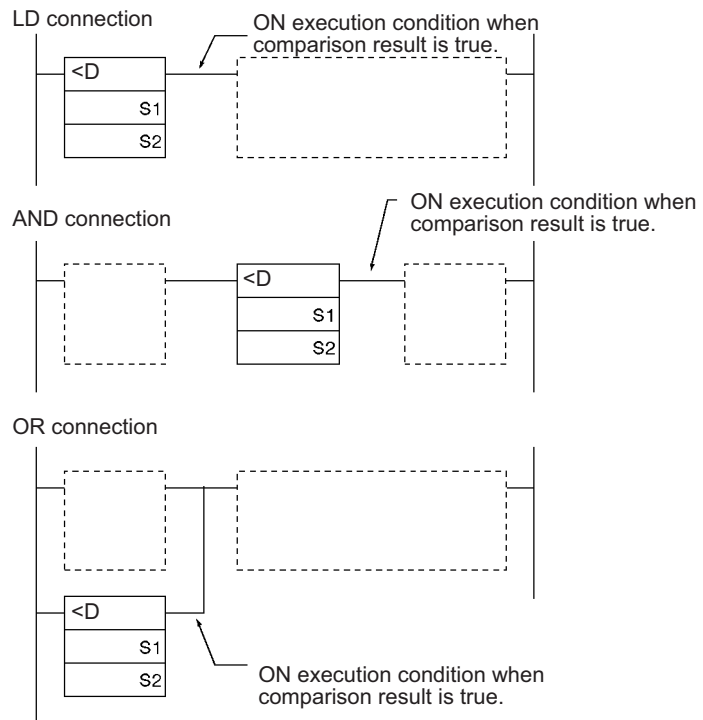 LD connection
ON execution condition when
comparison result is true.
<D
S1
S2
AND connection
ON execution condition when
comparison result is true.
<D
S1
S2
OR connection
<D
S1
S2
ON execution condition when
comparison result is true.